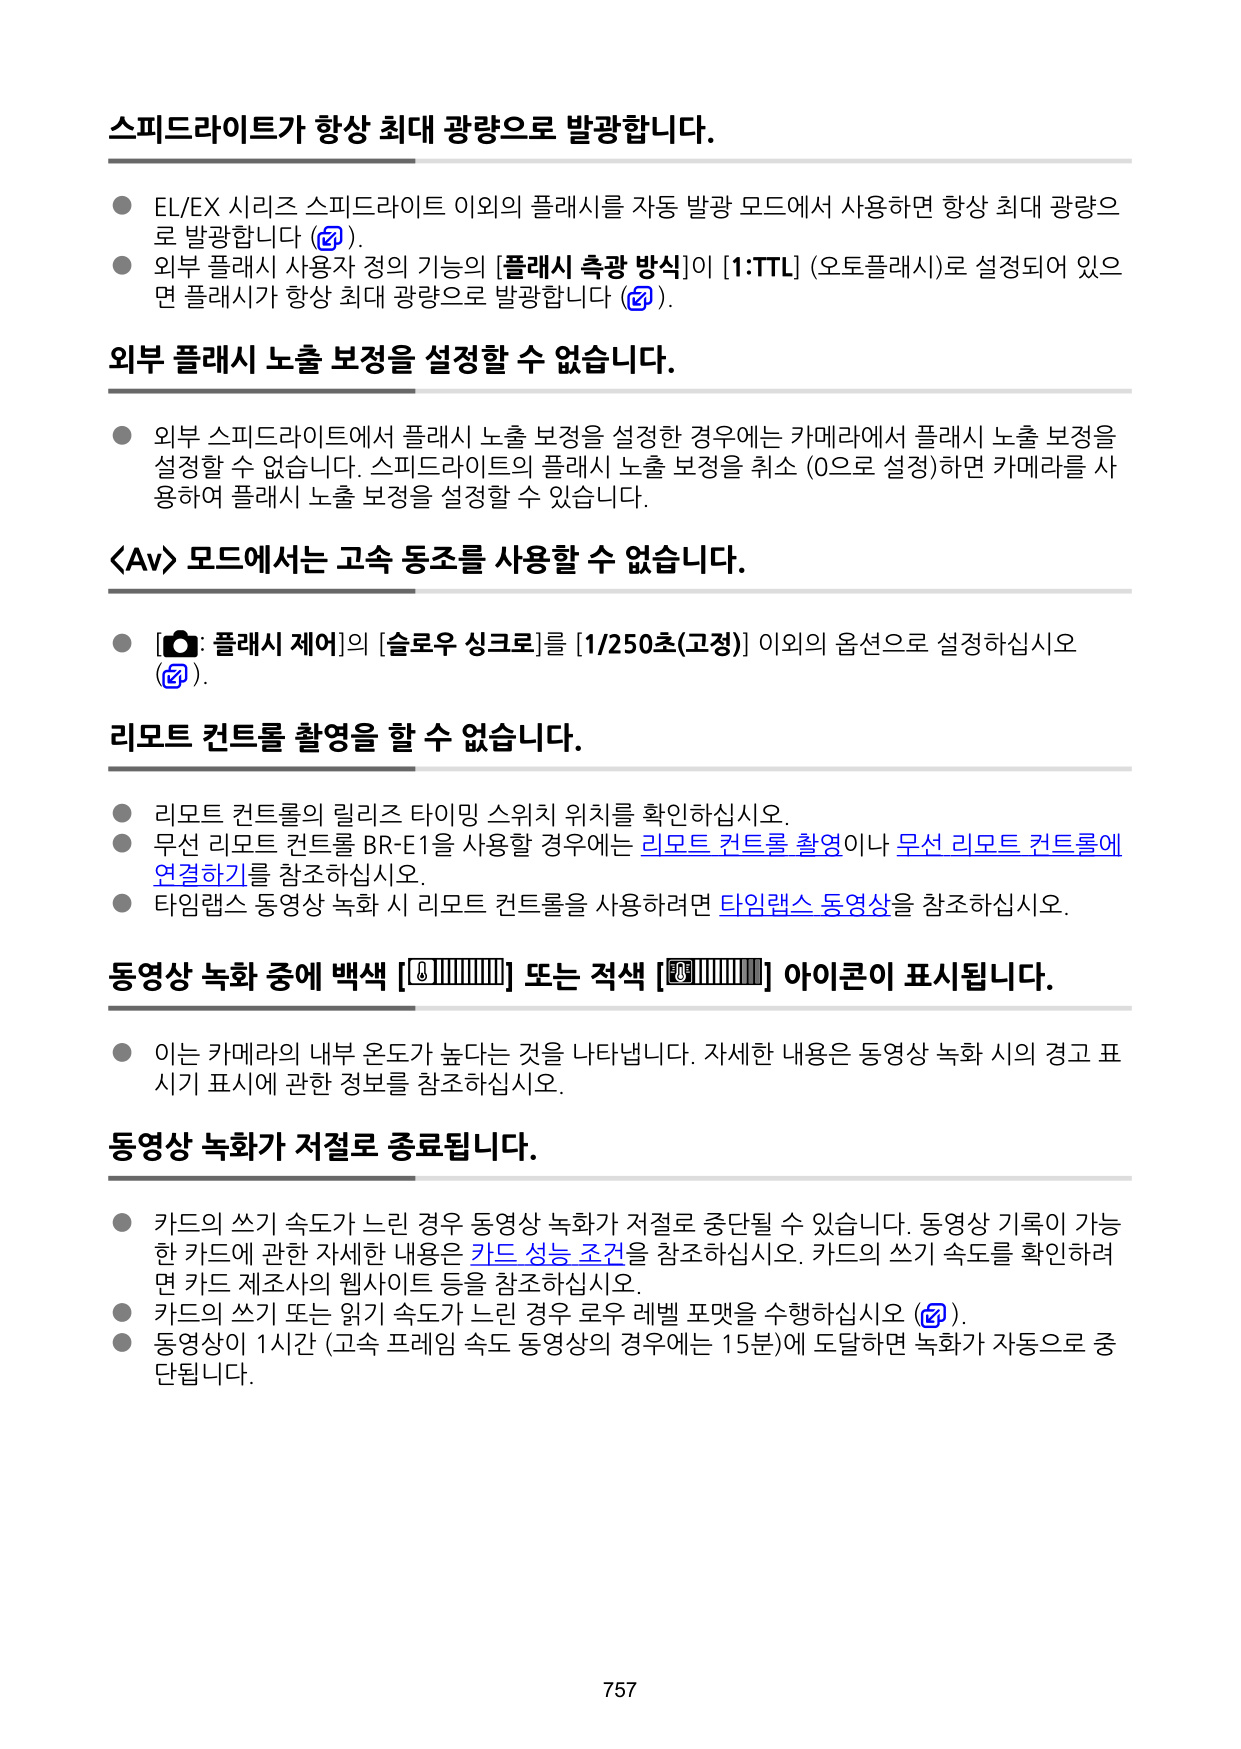 스피드라이트가 항상 최대 광량으로 발광합니다.
● EL/EX 시리즈 스피드라이트 이외의 플래시를 자동 발광 모드에서 사용하면 항상 최대 광량으
로 발광합니다 ( ).
● 외부 플래시 사용자 정의 기능의 [플래시 측광 방식]이 [1:TTL] (오토플래시)로 설정되어 있으
면 플래시가 항상 최대 광량으로 발광합니다 ( ).
외부 플래시 노출 보정을 설정할 수 없습니다.
● 외부 스피드라이트에서 플래시 노출 보정을 설정한 경우에는 카메라에서 플래시 노출 보정을
설정할 수 없습니다. 스피드라이트의 플래시 노출 보정을 취소 (0으로 설정)하면 카메라를 사
용하여 플래시 노출 보정을 설정할 수 있습니다.
<Av> 모드에서는 고속 동조를 사용할 수 없습니다.
● [ : 플래시 제어]의 [슬로우 싱크로]를 [1/250초(고정)] 이외의 옵션으로 설정하십시오
( ).
리모트 컨트롤 촬영을 할 수 없습니다.
● 리모트 컨트롤의 릴리즈 타이밍 스위치 위치를 확인하십시오.
● 무선 리모트 컨트롤 BR-E1을 사용할 경우에는 리모트 컨트롤 촬영이나 무선 리모트 컨트롤에
연결하기를 참조하십시오.
● 타임랩스 동영상 녹화 시 리모트 컨트롤을 사용하려면 타임랩스 동영상을 참조하십시오.
동영상 녹화 중에 백색 [ ] 또는 적색 [ ] 아이콘이 표시됩니다.
● 이는 카메라의 내부 온도가 높다는 것을 나타냅니다. 자세한 내용은 동영상 녹화 시의 경고 표
시기 표시에 관한 정보를 참조하십시오.
동영상 녹화가 저절로 종료됩니다.
● 카드의 쓰기 속도가 느린 경우 동영상 녹화가 저절로 중단될 수 있습니다. 동영상 기록이 가능
한 카드에 관한 자세한 내용은 카드 성능 조건을 참조하십시오. 카드의 쓰기 속도를 확인하려
면 카드 제조사의 웹사이트 등을 참조하십시오.
● 카드의 쓰기 또는 읽기 속도가 느린 경우 로우 레벨 포맷을 수행하십시오 ( ).
● 동영상이 1시간 (고속 프레임 속도 동영상의 경우에는 15분)에 도달하면 녹화가 자동으로 중
단됩니다.
757